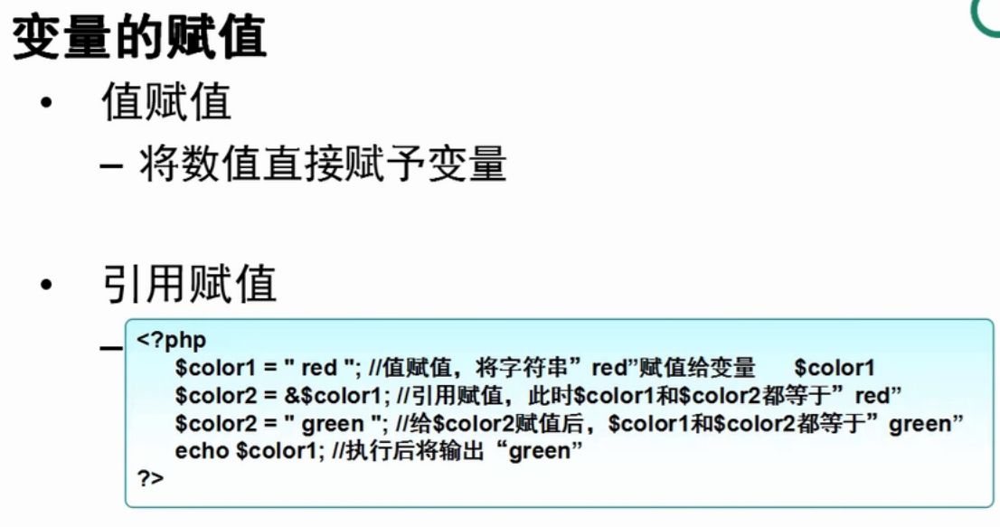 变量的赋值
• 值赋值
– 将数值直接赋予变量
• 引用赋值
–
<?php
$color1 = " red "; //值赋值，将字符串”red”赋值给变量 $color1
$color2 = &$color1; //引用赋值，此时$color1和$color2都等于”red”
$color2 = " green "; //给$color2赋值后，$color1和$color2都等于”green”
echo $color1; //执行后将输出“green”
?>